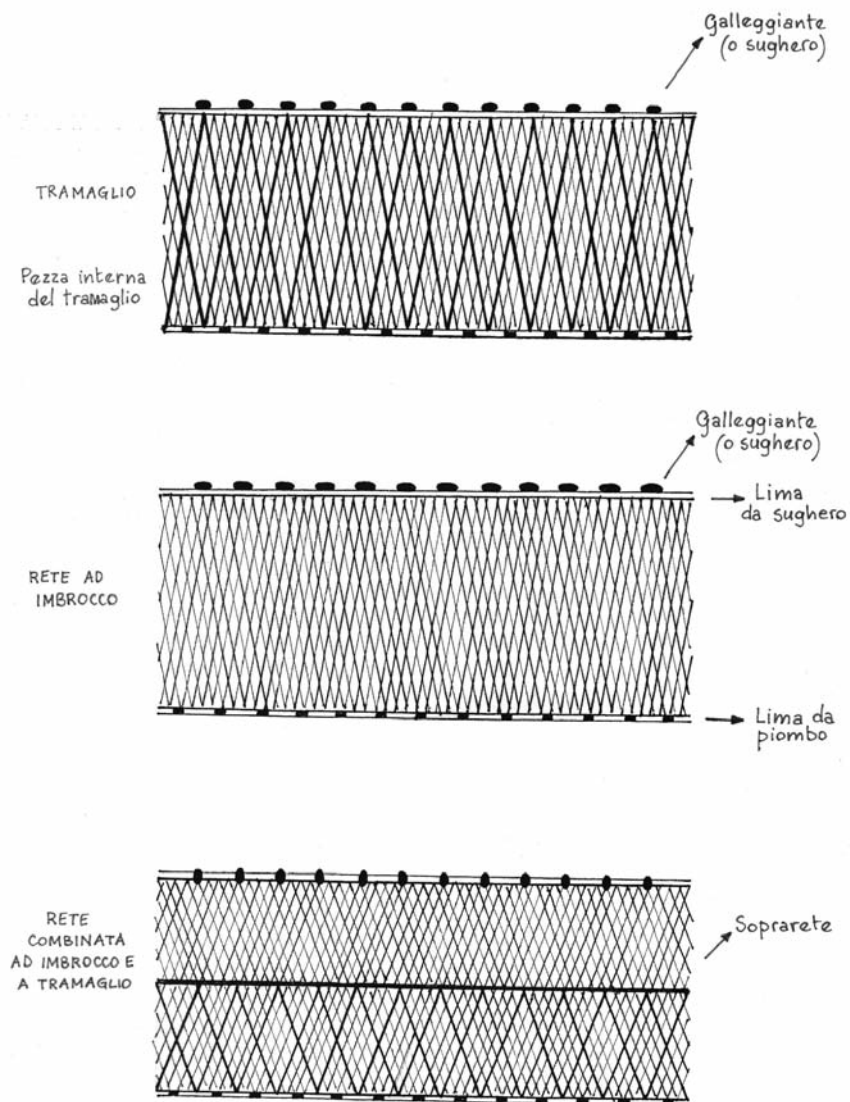 Galleggiante
(o sughero)
TRAMAGLIO
Pezza interna
del tramaglio
Galleggiante
(o sughero)
Lima
da sughero
RETE AD
IMBROCCO
Lima da
piombo
RETE
COMBINATA
AD IMBROCCO E
A TRAMAGLIO
Soprarete